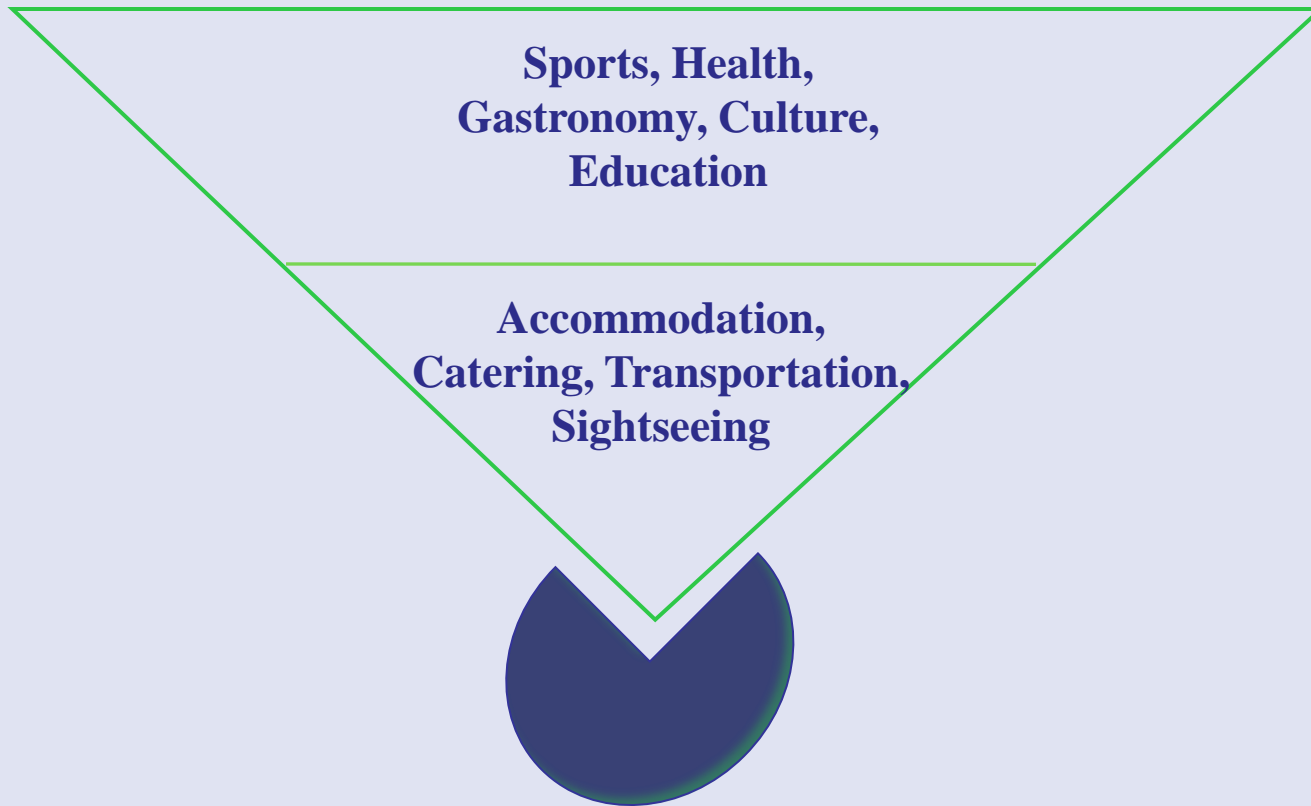 Sports, Health,
Gastronomy, Culture,
Education
Accommodation,
Catering, Transportation,
Sightseeing